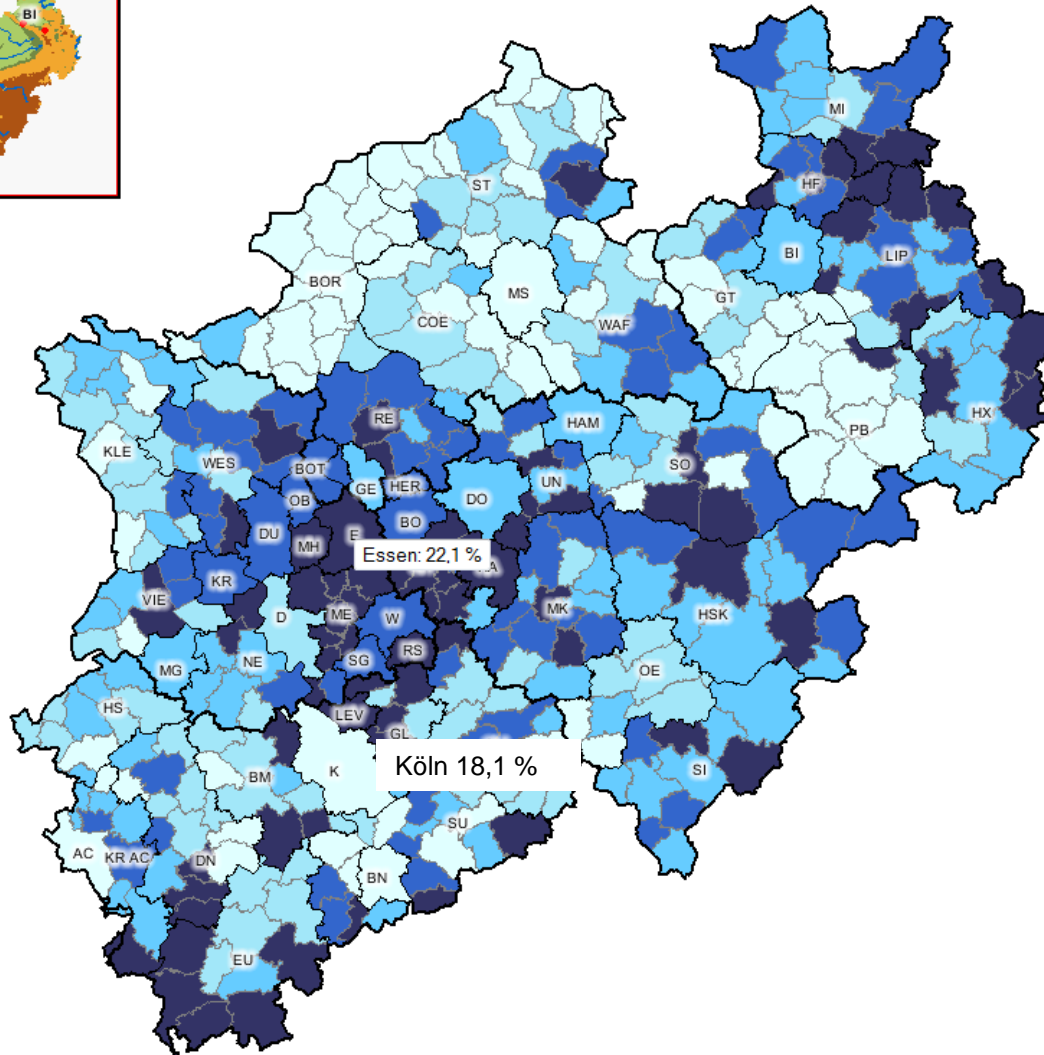 BI
MI
ST
HF
BI
LIP
BOR
MS
GT
COE
WAF
HX
RE
HAM
PB
KLE
SO
WES
BOT
UN
GE
HER
DO
OB
BO
DU
E
MH
Essen: 22,1 %
KR
VIE
MK
ME
W
D
HSK
RS
NE
SG
MG
OE
HS
LEV
GL
Köln 18,1 %
K
SI
BM
SU
AC
KR AC
DN
BN
EU